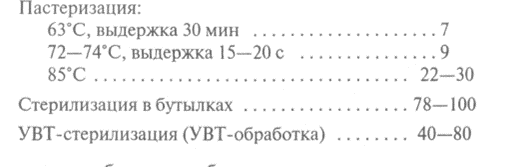 Пастеризация:
63°С, выдержка 30 мин ................... 7
72—74°С, выдержка 15—20 с ............... 9
85°С ................................ 22—30
Стерилизация в бутылках ................. 78—100
УВТ-стерилизация (УВТ-обработка) ........ 40—80